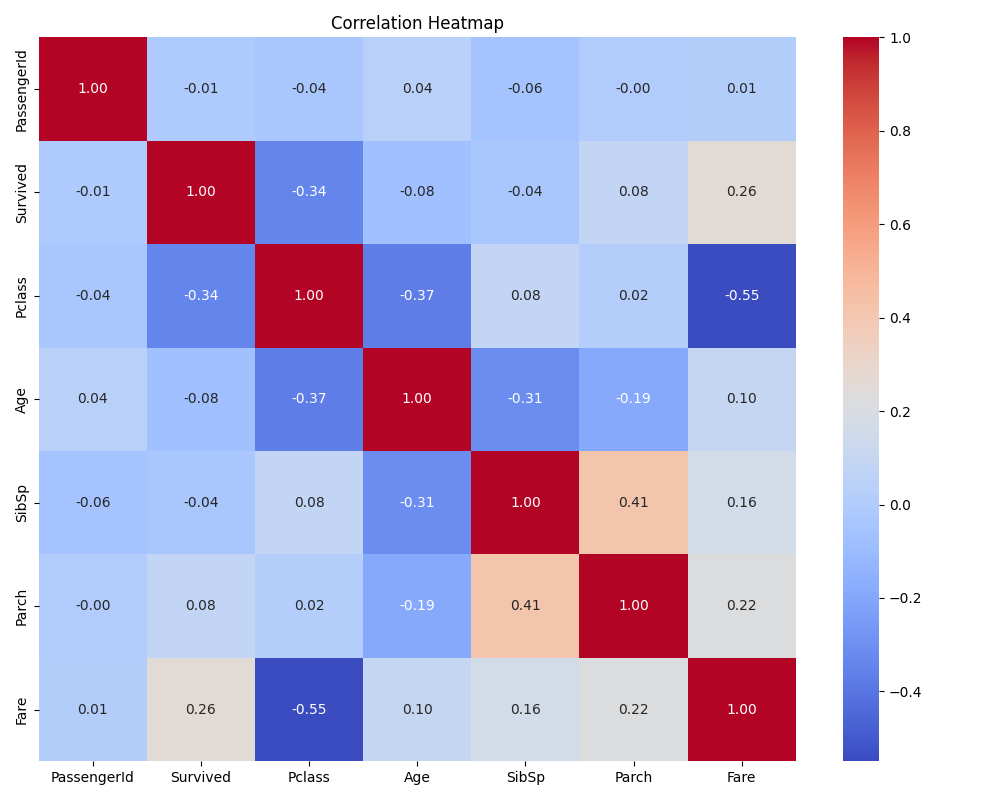 Correlation Heatmap
PassengerId 1.00 -0.01 -0.04 0.04 -0.06 -0.00 0.01
Survived -0.01 1.00 -0.34 -0.08 -0.04 0.08 0.26
Pclass -0.04 -0.34 1.00 -0.37 0.08 0.02 -0.55
Age 0.04 -0.08 -0.37 1.00 -0.31 -0.19 0.10
SibSp -0.06 -0.04 0.08 -0.31 1.00 0.41 0.16
Parch -0.00 0.08 0.02 -0.19 0.41 1.00 0.22
Fare 0.01 0.26 -0.55 0.10 0.16 0.22 1.00
PassengerId Survived Pclass Age SibSp Parch Fare
1.0
0.8
0.6
0.4
0.2
0.0
−0.2
−0.4